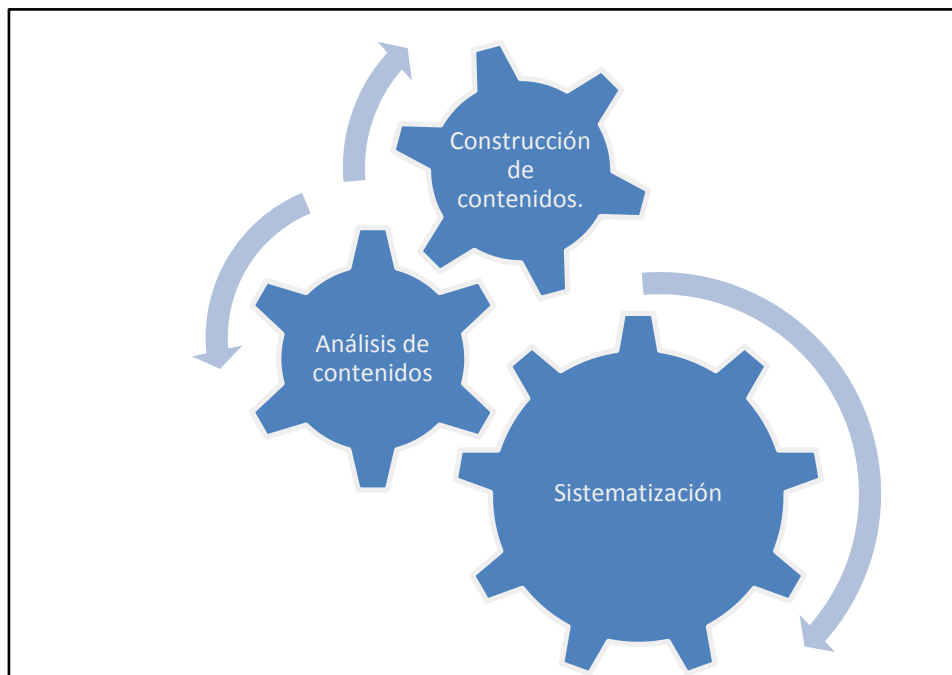 Construcción
de
contenidos.
Análisis de
contenidos
Sistematización